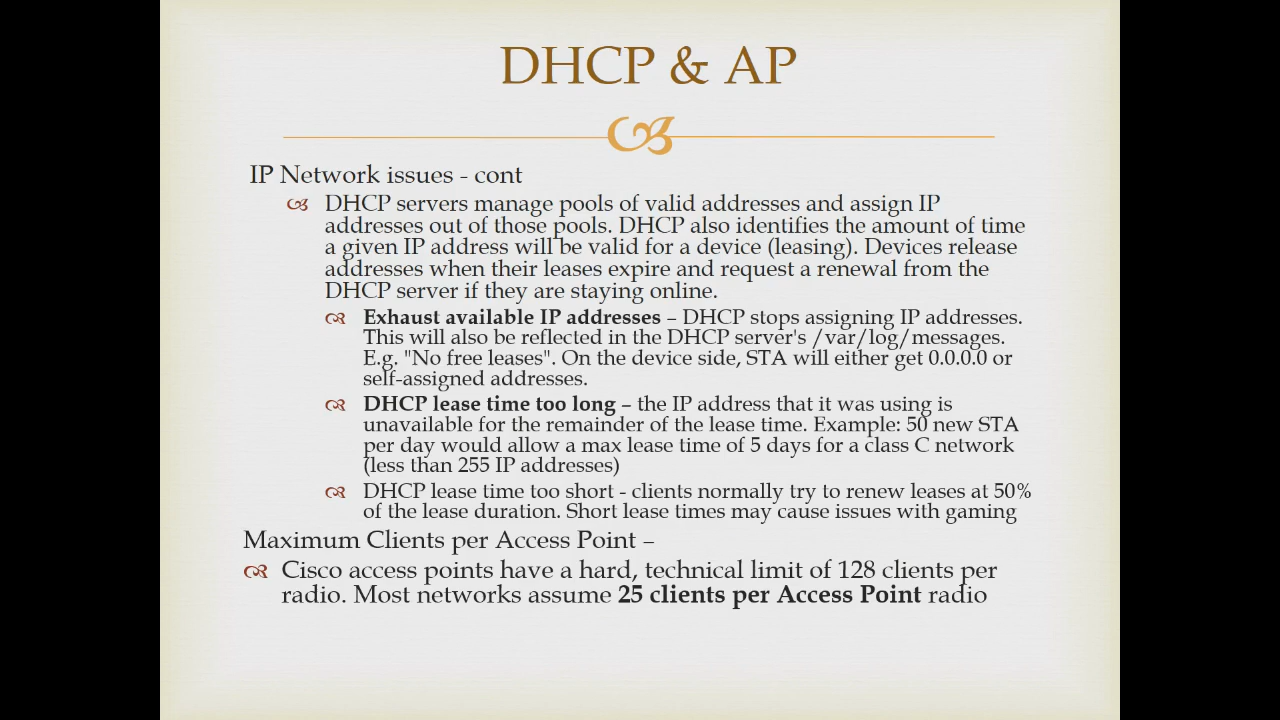 DHCP & AP
IP Network issues - cont
DHCP servers manage pools of valid addresses and assign IP
addresses out of those pools. DHCP also identifies the amount of time
a given IP address will be valid for a device (leasing). Devices release
addresses when their leases expire and request a renewal from the
DHCP server if they are staying online.
Exhaust available IP addresses – DHCP stops assigning IP addresses.
This will also be reflected in the DHCP server's /var/log/messages.
E.g. "No free leases". On the device side, STA will either get 0.0.0.0 or
self-assigned addresses.
DHCP lease time too long – the IP address that it was using is
unavailable for the remainder of the lease time. Example: 50 new STA
per day would allow a max lease time of 5 days for a class C network
(less than 255 IP addresses)
DHCP lease time too short - clients normally try to renew leases at 50%
of the lease duration. Short lease times may cause issues with gaming
Maximum Clients per Access Point –
Cisco access points have a hard, technical limit of 128 clients per
radio. Most networks assume 25 clients per Access Point radio